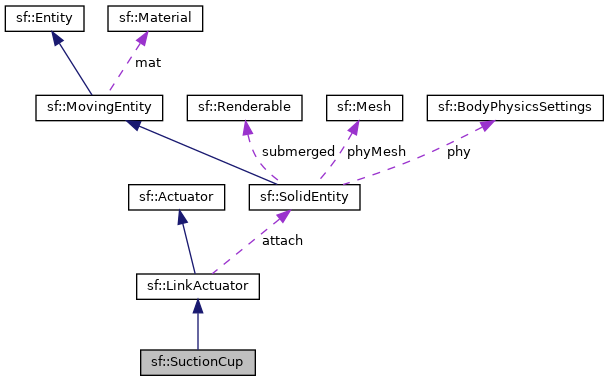 sf::Entity
sf::Material
mat
sf::MovingEntity
sf::Renderable
sf::Mesh
sf::BodyPhysicsSettings
submerged
phyMesh
phy
sf::Actuator
sf::SolidEntity
attach
sf::LinkActuator
sf::SuctionCup